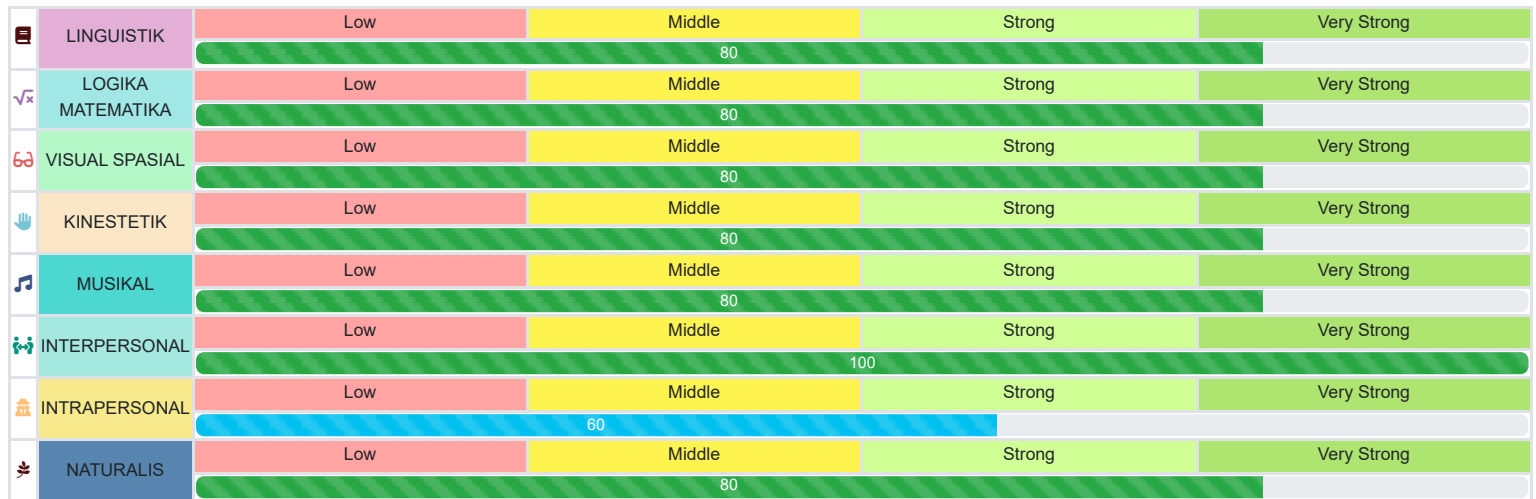 Low Middle Strong Very Strong
LINGUISTIK
80
Low Middle Strong Very Strong
LOGIKA
MATEMATIKA
80
Low Middle Strong Very Strong
VISUAL SPASIAL
80
Low Middle Strong Very Strong
KINESTETIK
80
Low Middle Strong Very Strong
MUSIKAL
80
Low Middle Strong Very Strong
INTERPERSONAL
100
Low Middle Strong Very Strong
INTRAPERSONAL
60
Low Middle Strong Very Strong
NATURALIS
80